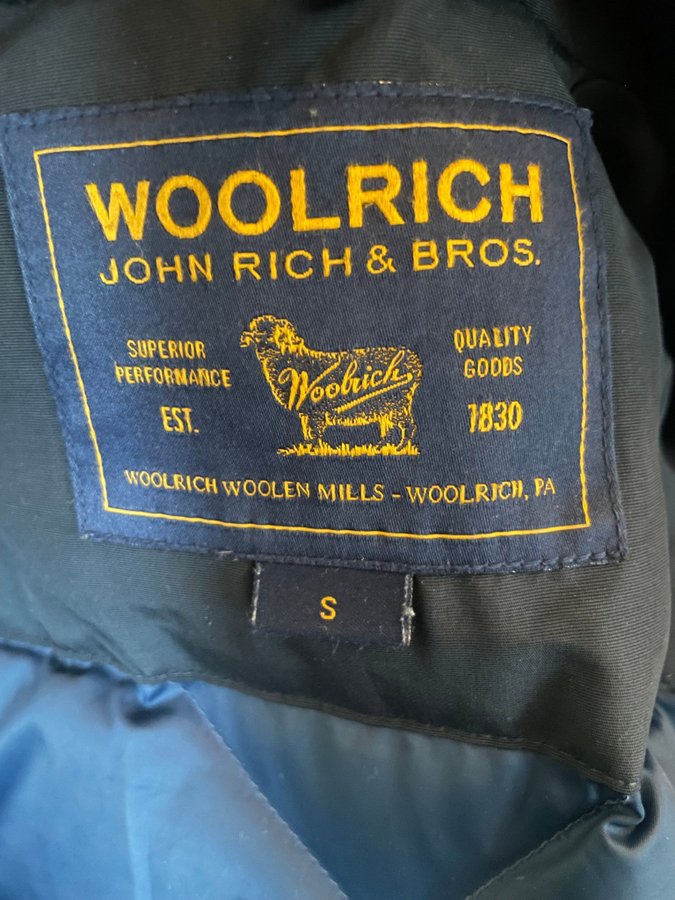 WOOLRICH
JOHN RICH & BROS.
SUPERIOR
PERFORMANCE
EST.
Woolrich
QUALITY
GOODS
1830
WOOLRICH WOOLEN MILLS - WOOLRICH, PA
S